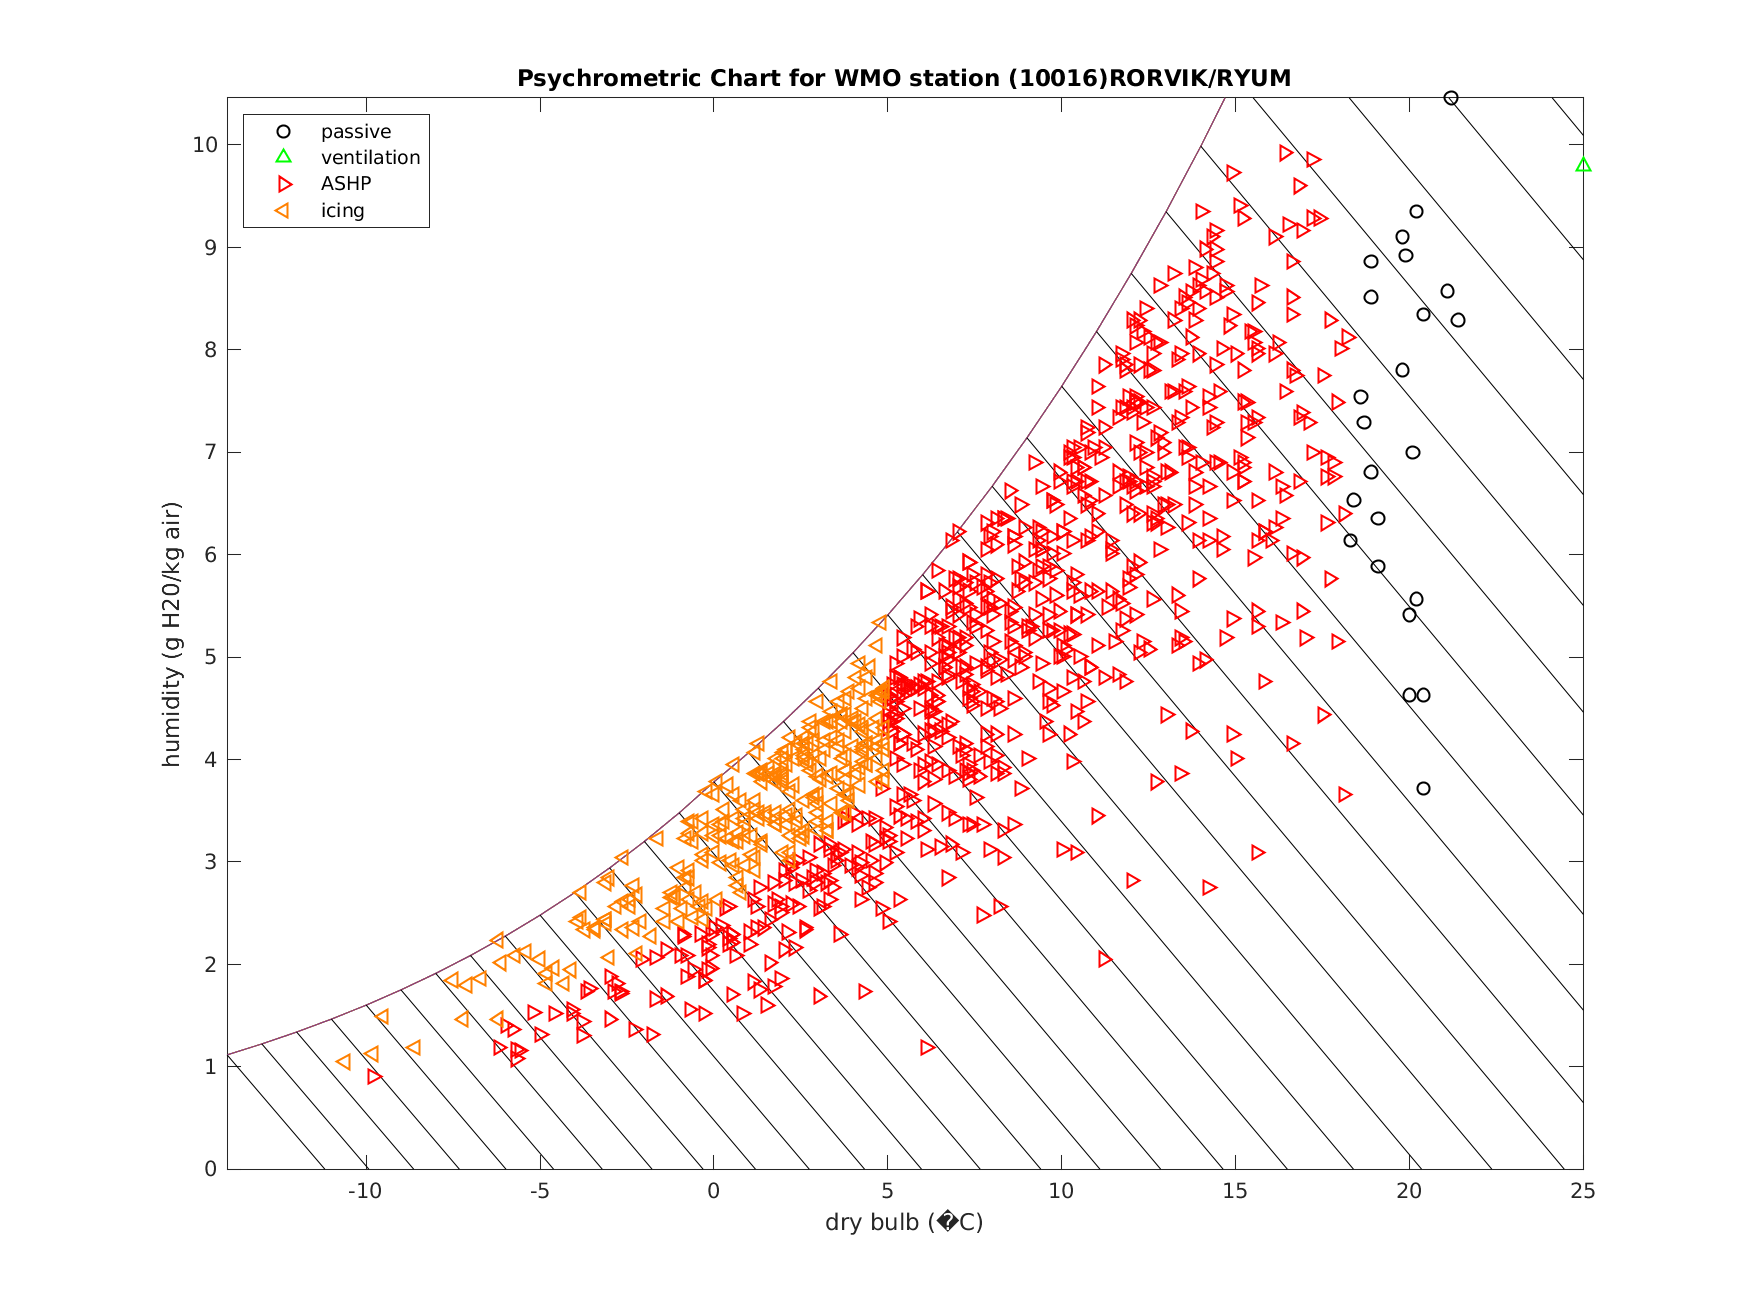 Psychrometric Chart for WMO station (10016)RORVIK/RYUM
passive
ventilation
ASHP
icing
10
9
8
7
6
5
4
3
2
1
0
humidity (g H20/kg air)
-10 -5 0 5 10 15 20 25
dry bulb (�C)